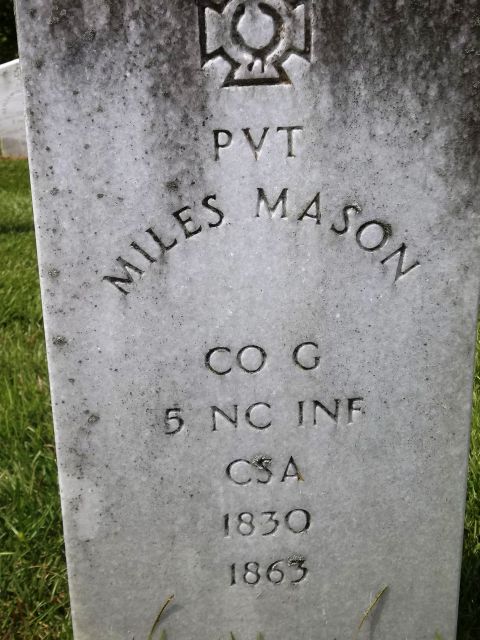 PVT
MILES MASON
CO G
5 NC INF
CSA
1830
1863